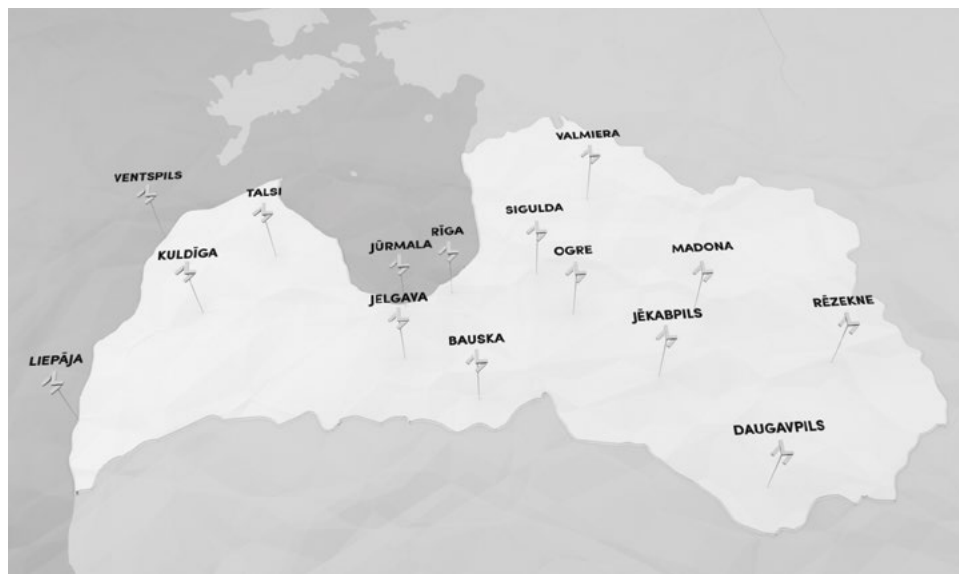 VALMIERA
VENTSPILS
TALSI
SIGULDA
RĪGA
JŪRMALA
KULDĪGA
OGRE
MADONA
JELGAVA
RĒZEKNE
JĒKABPILS
BAUSKA
LIEPĀJA
DAUGAVPILS